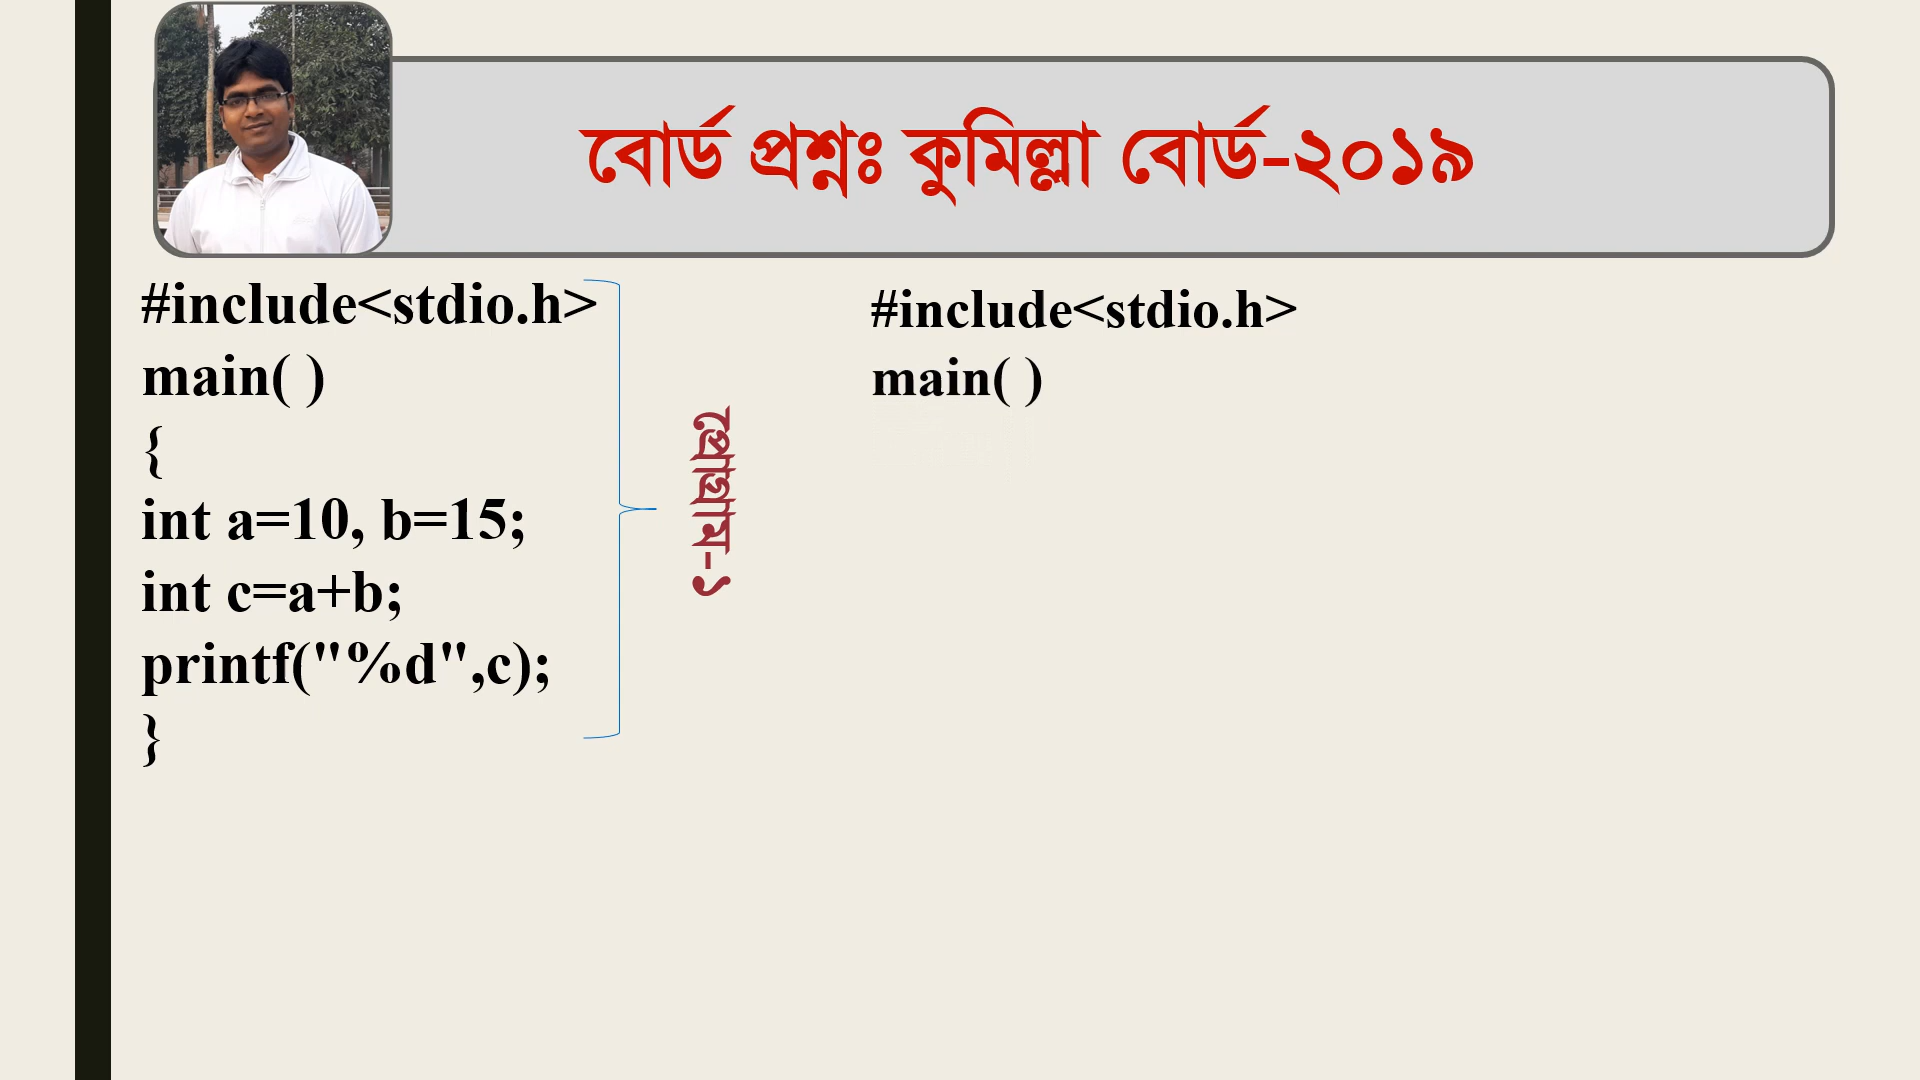 বোর্ড প্রশ্নঃ কুমিল্লা বোর্ড-২০১৯
#include<stdio.h>
main( )
{
int a=10, b=15;
int c=a+b;
printf("%d",c);
}
প্রোগ্রাম-১
#include<stdio.h>
main( )